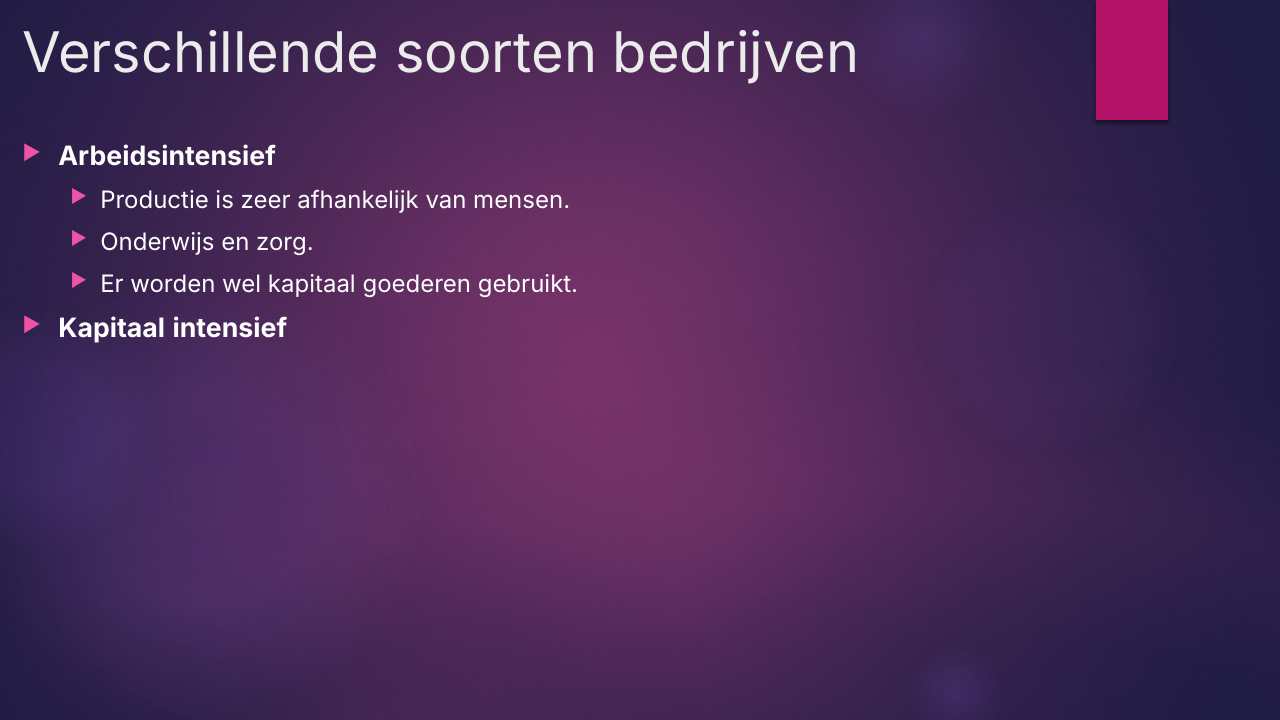 Verschillende soorten bedrijven
Arbeidsintensief
Productie is zeer afhankelijk van mensen.
Onderwijs en zorg.
Er worden wel kapitaal goederen gebruikt.
Kapitaal intensief